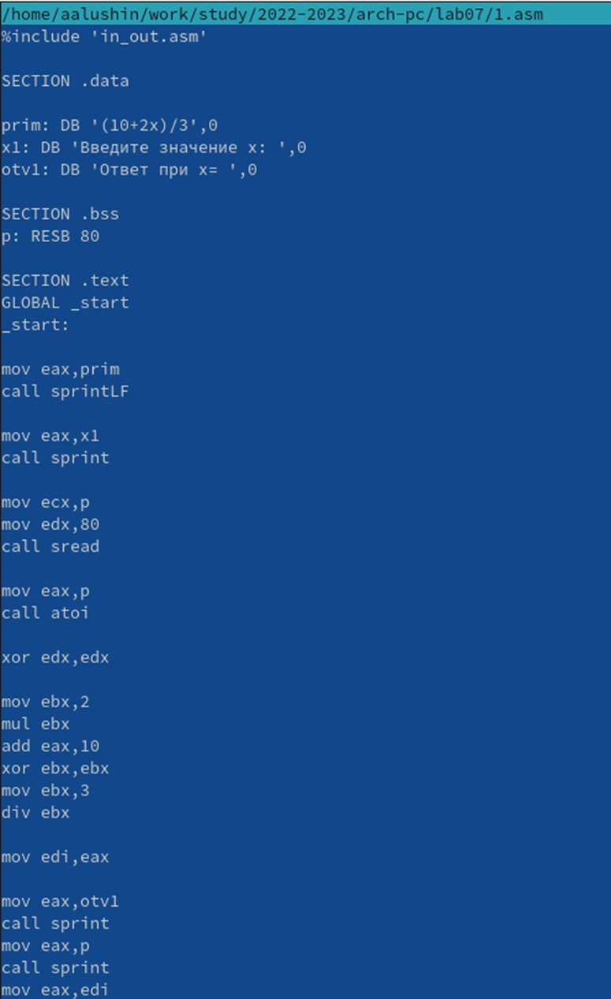 /home/aalushin/work/study/2022-2023/arch-pc/lab07/1.asm
%include 'in_out.asm'
SECTION .data
prim: DB '(10+2x)/3',0
x1: DB 'Введите значение x: ',0
otv1: DB 'Ответ при x= ',0
SECTION .bss
p: RESB 80
SECTION .text
GLOBAL _start
_start:
mov eax,prim
call sprintLF
mov eax,x1
call sprint
mov ecx,p
mov edx,80
call sread
mov eax,p
call atoi
xor edx,edx
mov ebx,2
mul ebx
add eax,10
xor ebx,ebx
mov ebx,3
div ebx
mov edi,eax
mov eax,otv1
call sprint
mov eax,p
call sprint
mov eax,edi